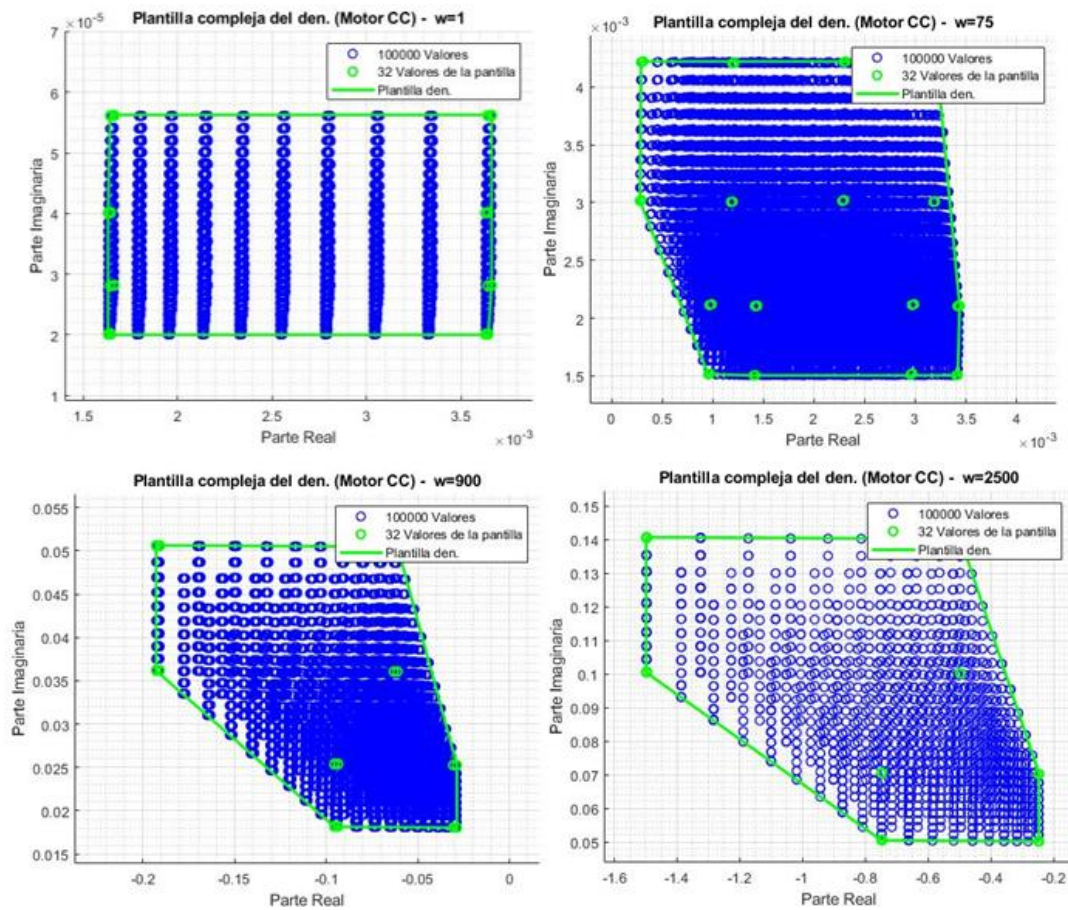 Plantilla compleja del den. (Motor CC) - w=1
×10⁻⁵
7
6
5
4
3
2
1
Parte Imaginaria
100000 Valores
32 Valores de la pantilla
Plantilla den.
1.5
2
2.5
3
3.5
Parte Real
×10⁻³
Plantilla compleja del den. (Motor CC) - w=75
×10⁻³
4
3.5
3
2.5
2
1.5
Parte Imaginaria
100000 Valores
32 Valores de la pantilla
Plantilla den.
0
0.5
1
1.5
2
2.5
3
3.5
4
Parte Real
×10⁻³
Plantilla compleja del den. (Motor CC) - w=900
0.055
0.05
0.045
0.04
0.035
0.03
0.025
0.02
0.015
Parte Imaginaria
100000 Valores
32 Valores de la pantilla
Plantilla den.
-0.2
-0.15
-0.1
-0.05
0
Parte Real
Plantilla compleja del den. (Motor CC) - w=2500
0.15
0.14
0.13
0.12
0.11
0.1
0.09
0.08
0.07
0.06
0.05
Parte Imaginaria
100000 Valores
32 Valores de la pantilla
Plantilla den.
-1.6
-1.4
-1.2
-1
-0.8
-0.6
-0.4
-0.2
Parte Real